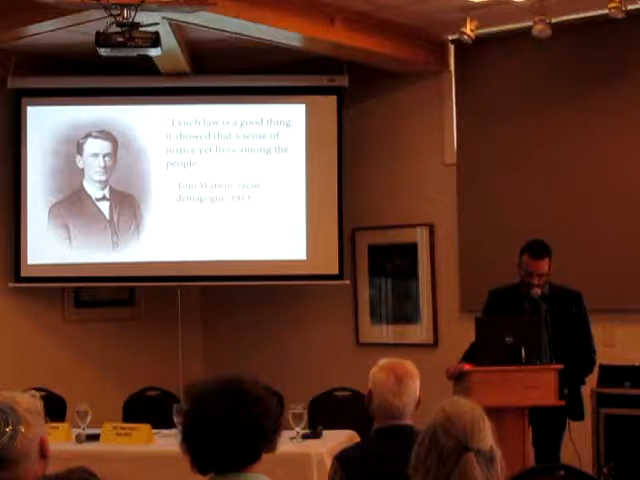 "Lynch law is a good thing;
it showed that a sense of
justice yet lives among the
people
Tom Watson, racist
demagogue, 1913